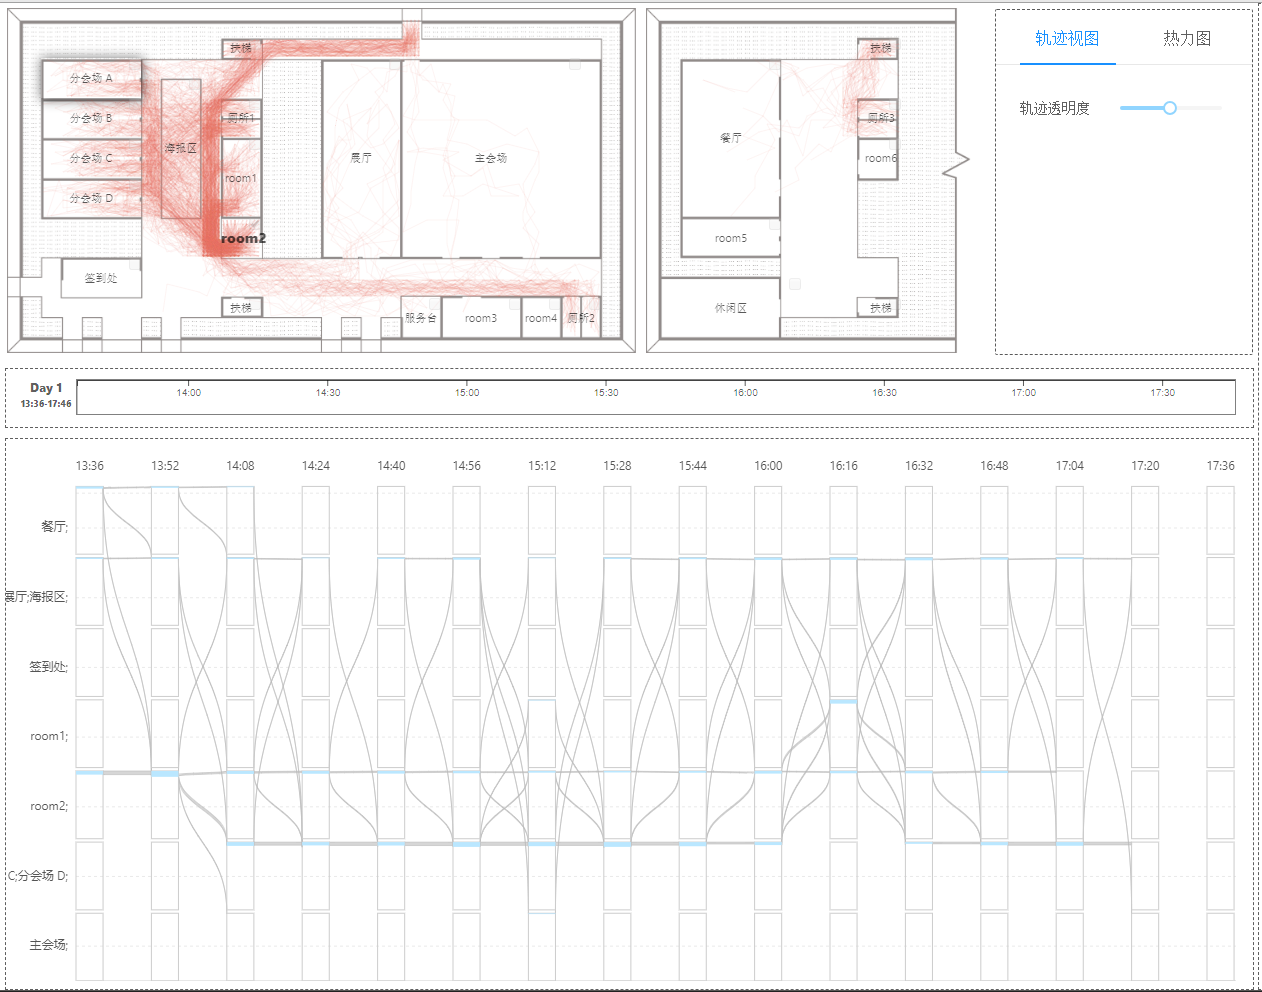 扶梯
扶梯
轨迹视图
热力图
分会场 A
轨迹透明度
分会场 B
厕所1
厕所3
海报区
餐厅
分会场 C
展厅
主会场
room6
room1
分会场 D
room2
room5
签到处
扶梯
服务台
room3
room4
厕所2
休闲区
扶梯
Day 1
13:36-17:46
14:00
14:30
15:00
15:30
16:00
16:30
17:00
17:30
13:36
13:52
14:08
14:24
14:40
14:56
15:12
15:28
15:44
16:00
16:16
16:32
16:48
17:04
17:20
17:36
餐厅;
展厅;海报区;
签到处;
room1;
room2;
C;分会场 D;
主会场;